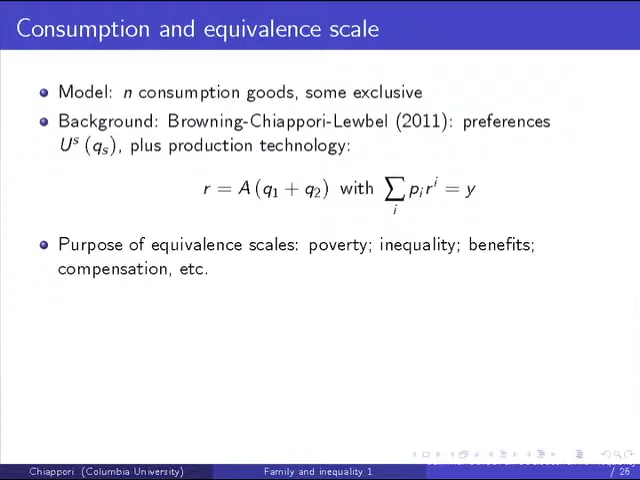 Consumption and equivalence scale
Model: n consumption goods, some exclusive
Background: Browning-Chiappori-Lewbel (2011): preferences
U^s (q_s), plus production technology:
r = A (q_1 + q_2) with ∑_i p_i r^i = y
Purpose of equivalence scales: poverty; inequality; benefits;
compensation, etc.
Chiappori (Columbia University)
Family and inequality 1
/ 26